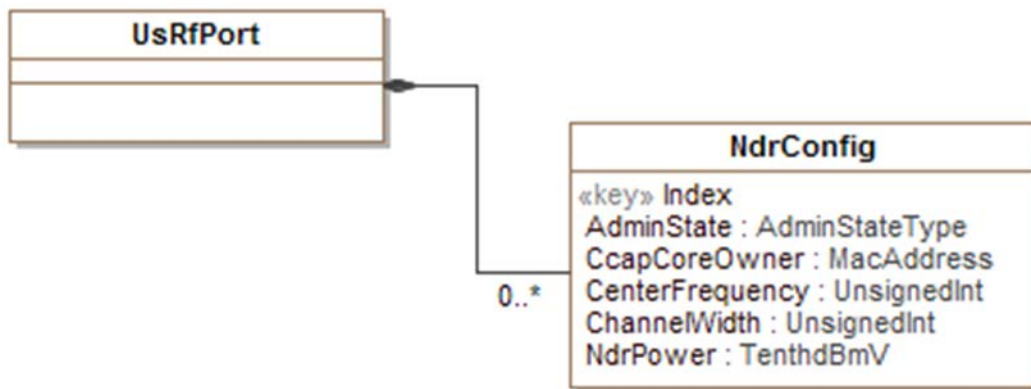 UsRfPort
NdrConfig
«key» Index
AdminState : AdminStateType
CcapCoreOwner : MacAddress
CenterFrequency : UnsignedInt
ChannelWidth : UnsignedInt
NdrPower : TenthdBmV
0..*